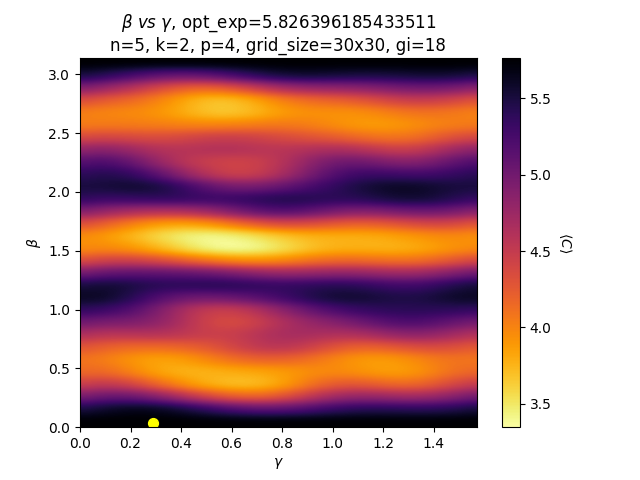 β vs γ, opt_exp=5.826396185433511
n=5, k=2, p=4, grid_size=30x30, gi=18
3.0
2.5
2.0
1.5
1.0
0.5
0.0
β
0.0 0.2 0.4 0.6 0.8 1.0 1.2 1.4
γ
5.5
5.0
4.5
4.0
3.5
⟨C⟩